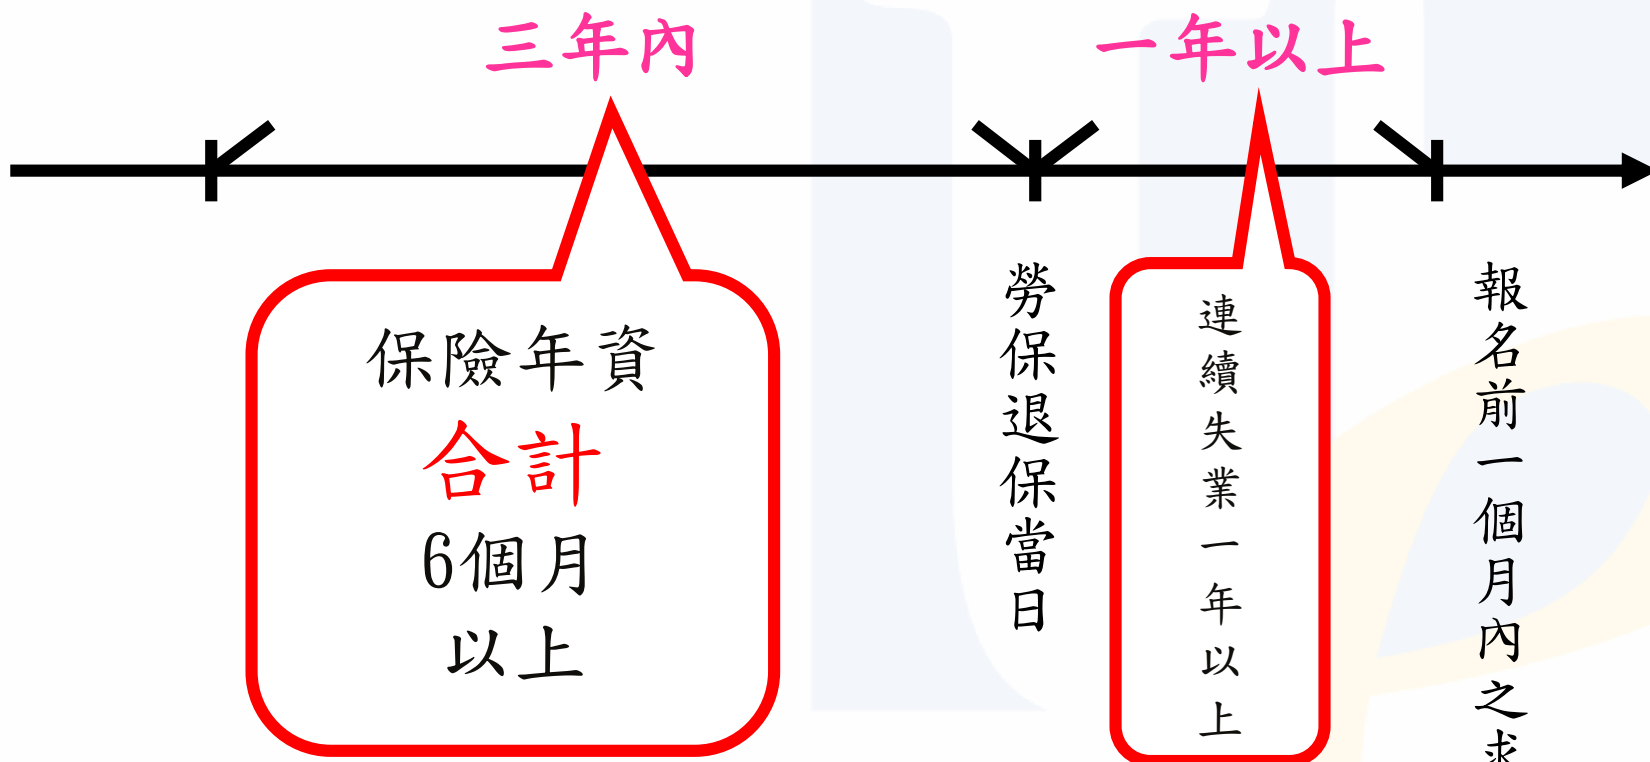 三年內
一年以上
保險年資
合計
6個月
以上
勞保退保當日
連續失業一年以上
報名前一個月內之求